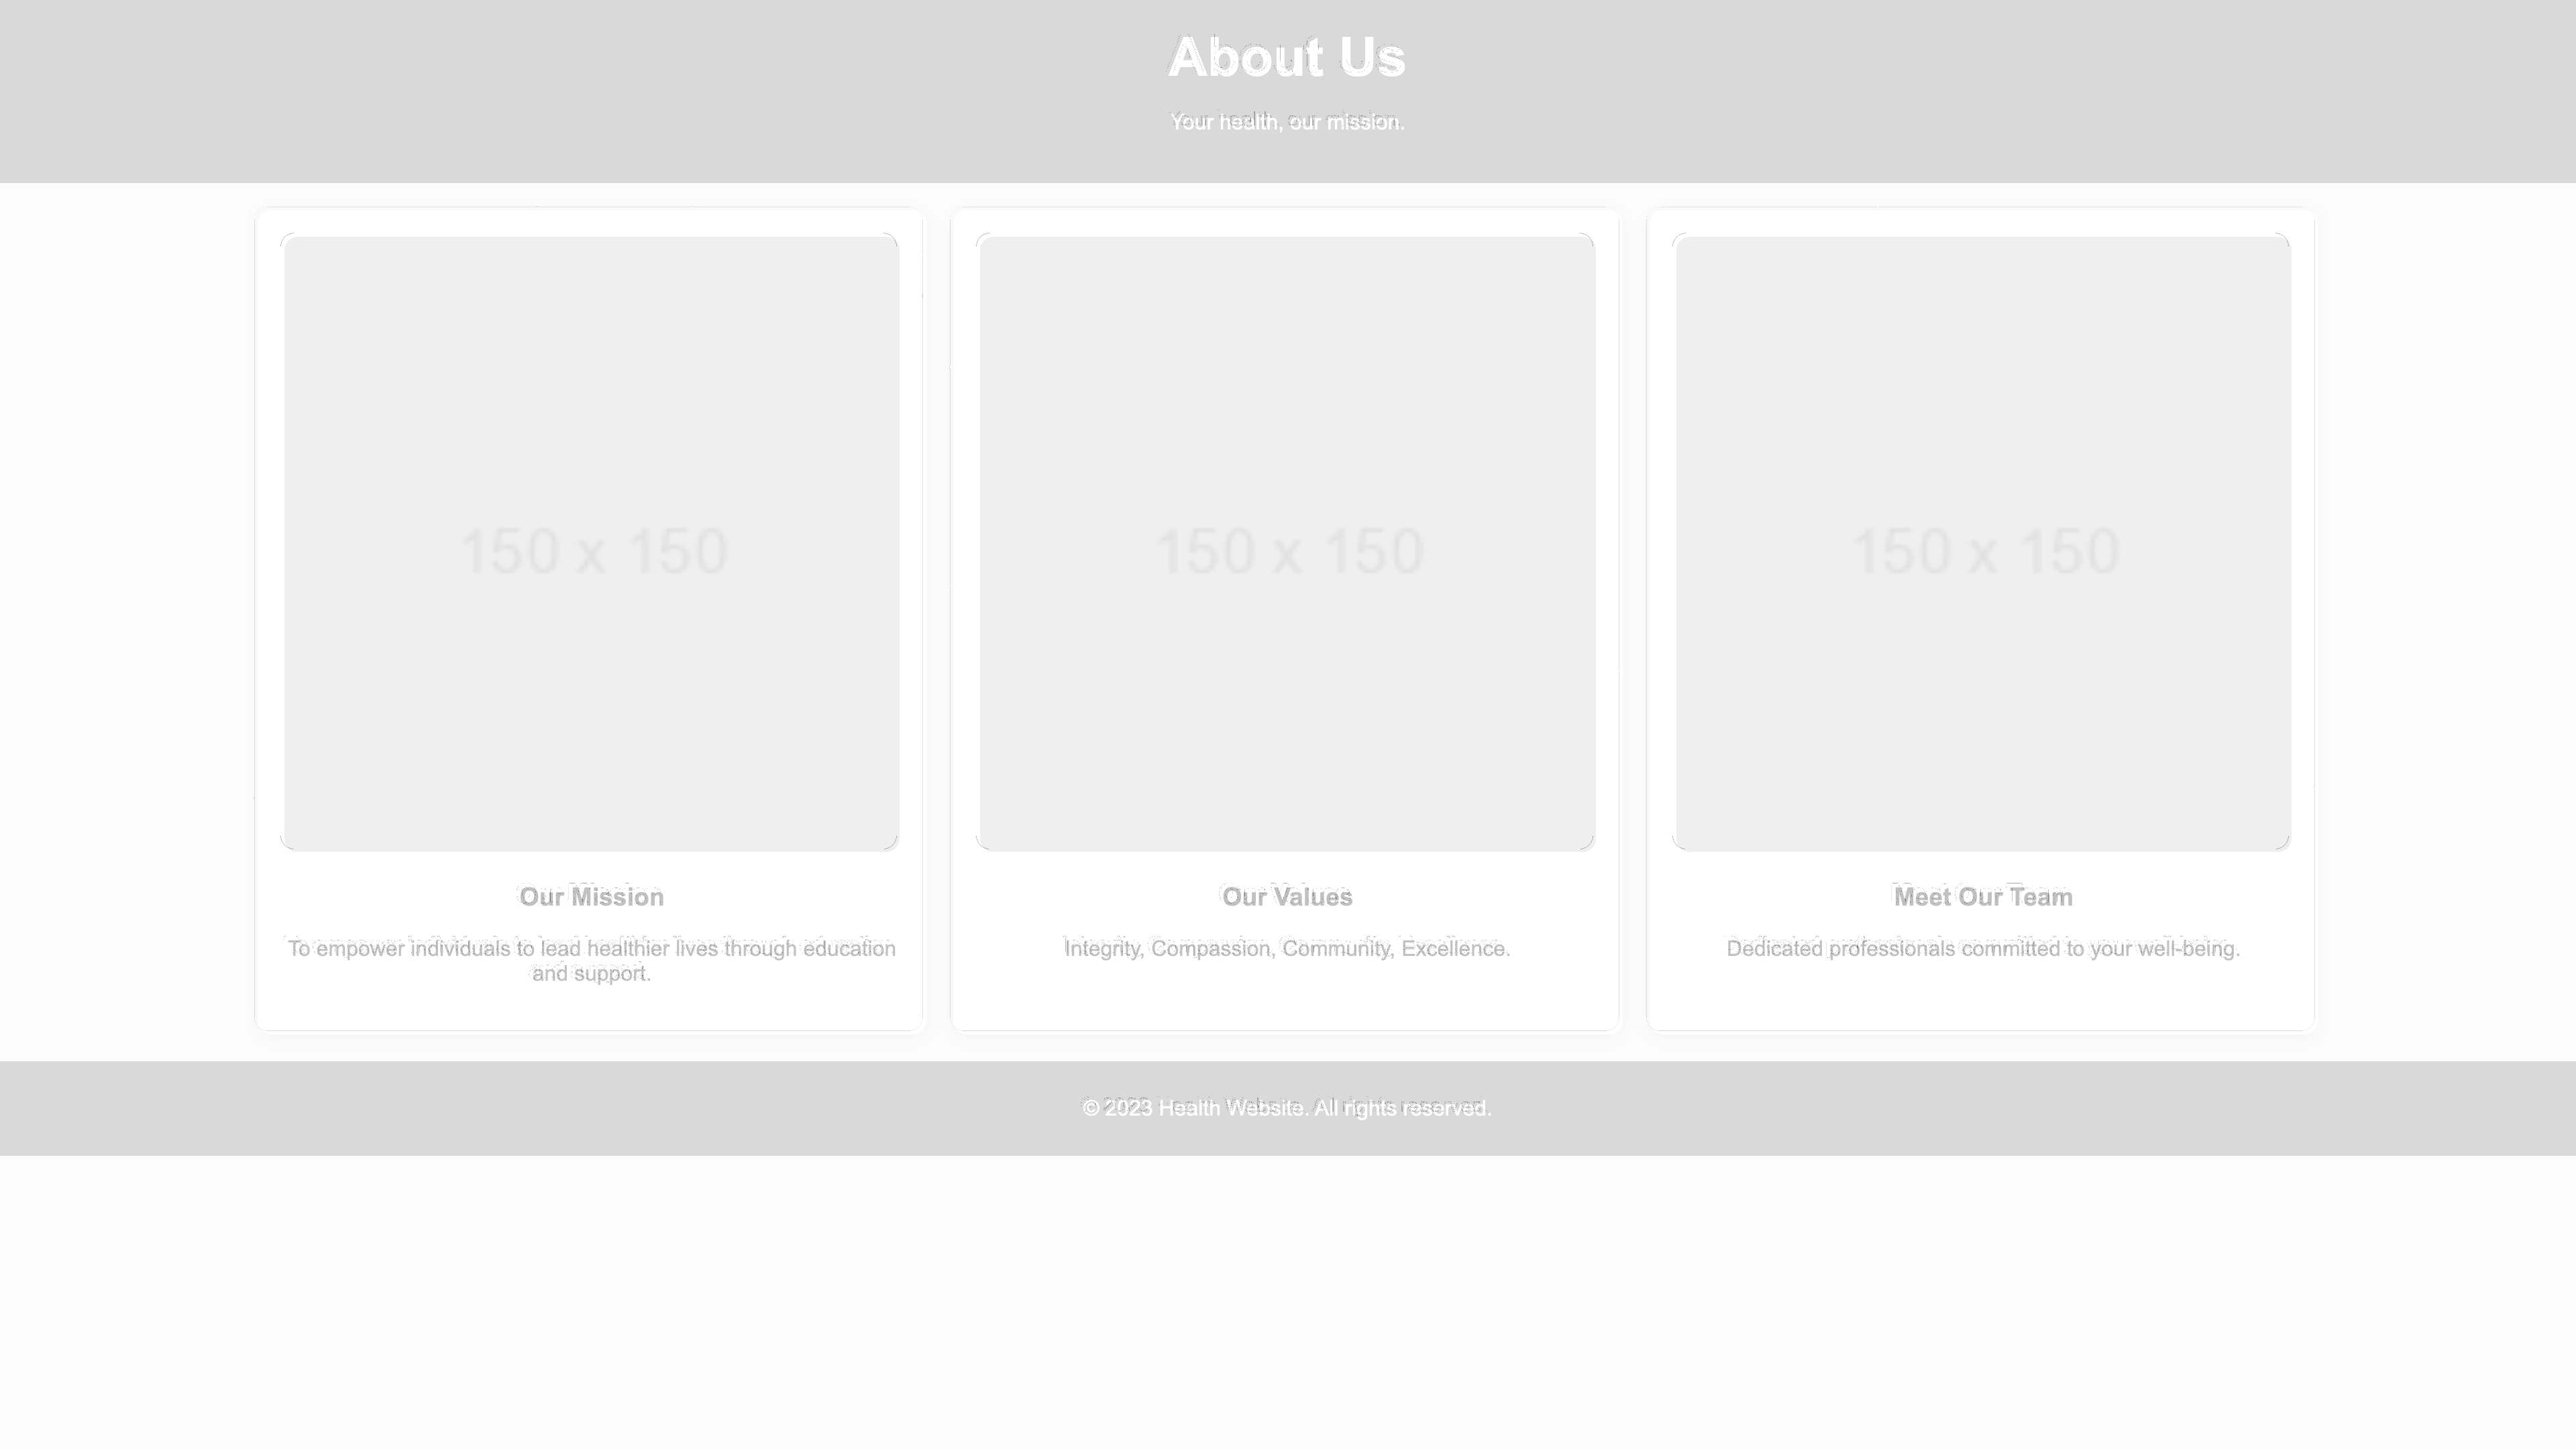 About Us
Your health, our mission.
150 x 150
150 x 150
150 x 150
Our Mission
To empower individuals to lead healthier lives through education
and support.
Our Values
Integrity, Compassion, Community, Excellence.
Meet Our Team
Dedicated professionals committed to your well-being.
© 2023 Health Website. All rights reserved.